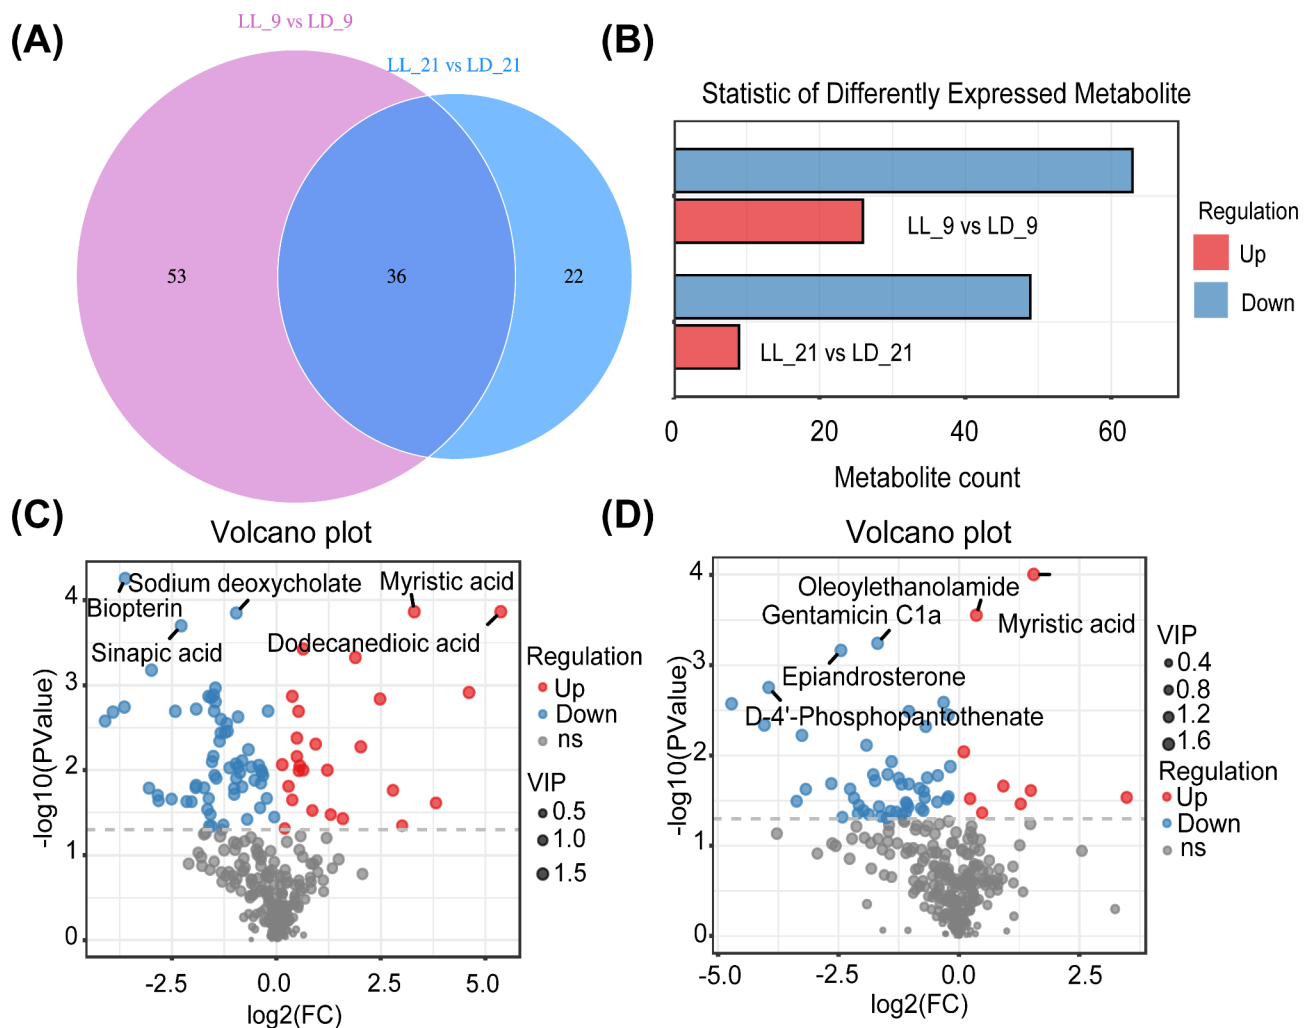 (A)
LL_9 vs LD_9
LL_21 vs LD_21
53
36
22
(B)
Statistic of Differently Expressed Metabolite
LL_9 vs LD_9
LL_21 vs LD_21
0
20
40
60
Metabolite count
Regulation
Up
Down
(C)
Volcano plot
Sodium deoxycholate
Myristic acid
Biopterin
Dodecanedioic acid
Sinapic acid
4
3
2
1
0
-log10(PValue)
-2.5
0.0
2.5
5.0
log2(FC)
Regulation
Up
Down
ns
VIP
0.5
1.0
1.5
(D)
Volcano plot
Oleoylethanolamide
Gentamicin C1a
Myristic acid
Epiandrosterone
D-4'-Phosphopantothenate
4
3
2
1
0
-log10(PValue)
-5.0
-2.5
0.0
2.5
log2(FC)
VIP
0.4
0.8
1.2
1.6
Regulation
Up
Down
ns